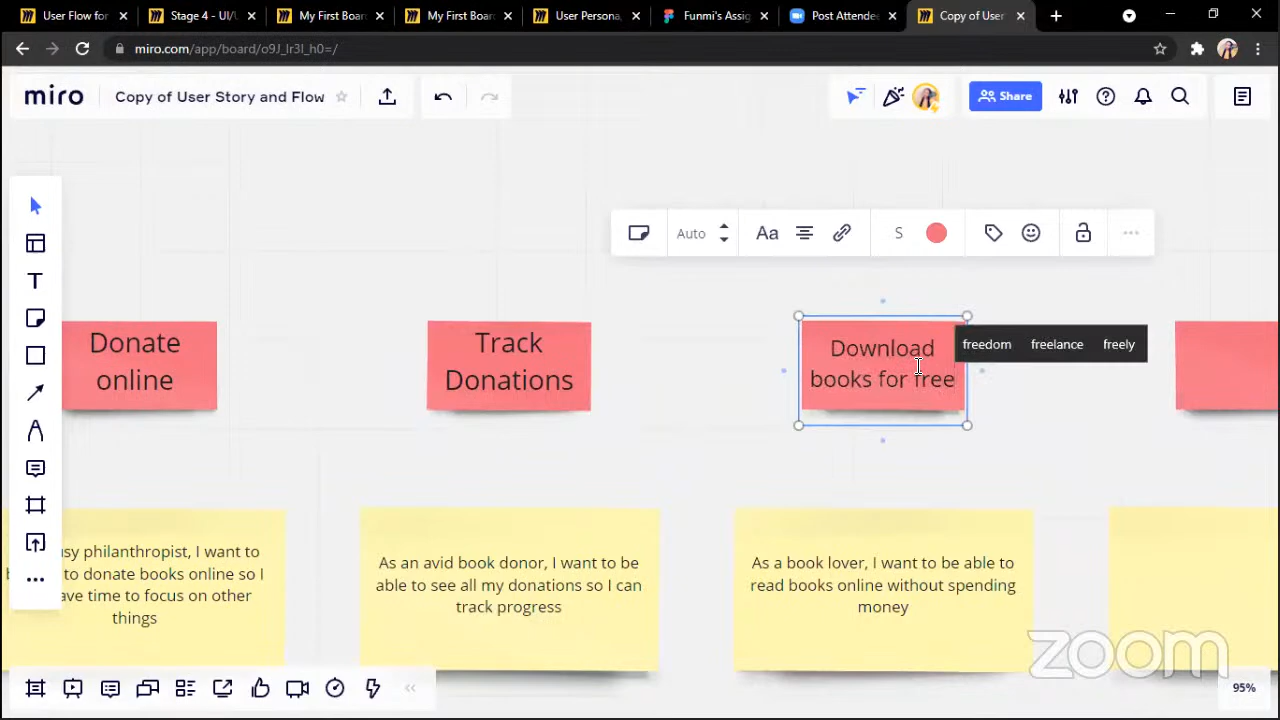 User Flow for
Stage 4 - UI/U
My First Boar
My First Boar
User Persona,
Funmi's Assig
Post Attendee
Copy of User
miro.com/app/board/o9J_lr3l_h0=/
miro
Copy of User Story and Flow
Share
Auto
Aa
S
T
Donate
online
Track
Donations
Download
books for free
freedom freelance freely
usy philanthropist, I want to
to donate books online so I
ave time to focus on other
things
As an avid book donor, I want to be
able to see all my donations so I can
track progress
As a book lover, I want to be able to
read books online without spending
money
zoom
95%